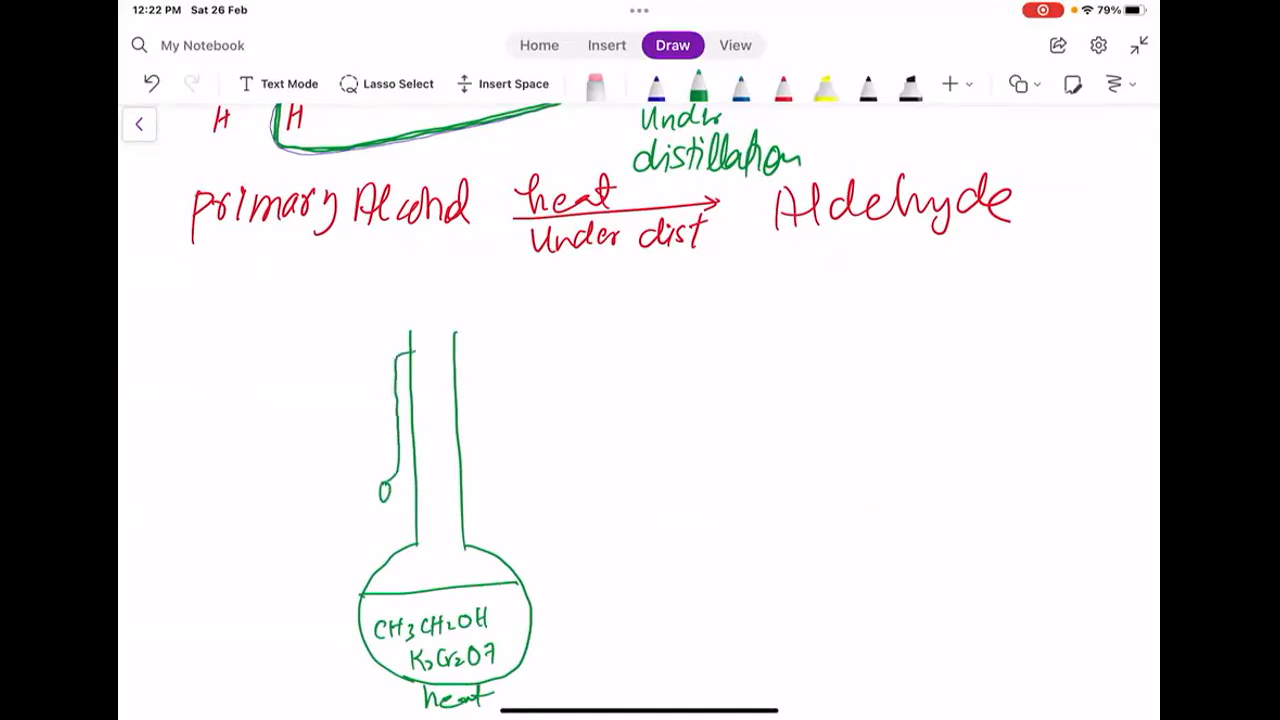 12:22 PM Sat 26 Feb
79%
My Notebook
Home Insert Draw View
Text Mode Lasso Select Insert Space
H H
Under
distillation
Primary Alcohol heat Aldehyde
Under dist
O
CH3CH2OH
K2Cr2O7
heat